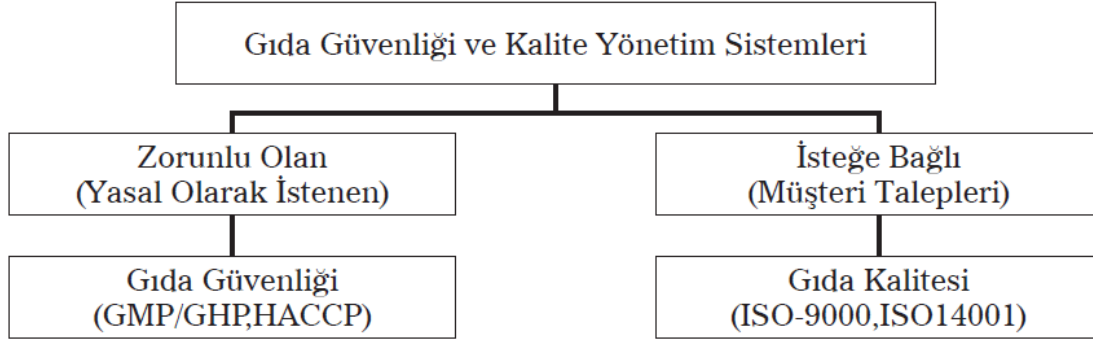 Gıda Güvenliği ve Kalite Yönetim Sistemleri
Zorunlu Olan
(Yasal Olarak İstenen)
İsteğe Bağlı
(Müşteri Talepleri)
Gıda Güvenliği
(GMP/GHP,HACCP)
Gıda Kalitesi
(ISO-9000,ISO14001)